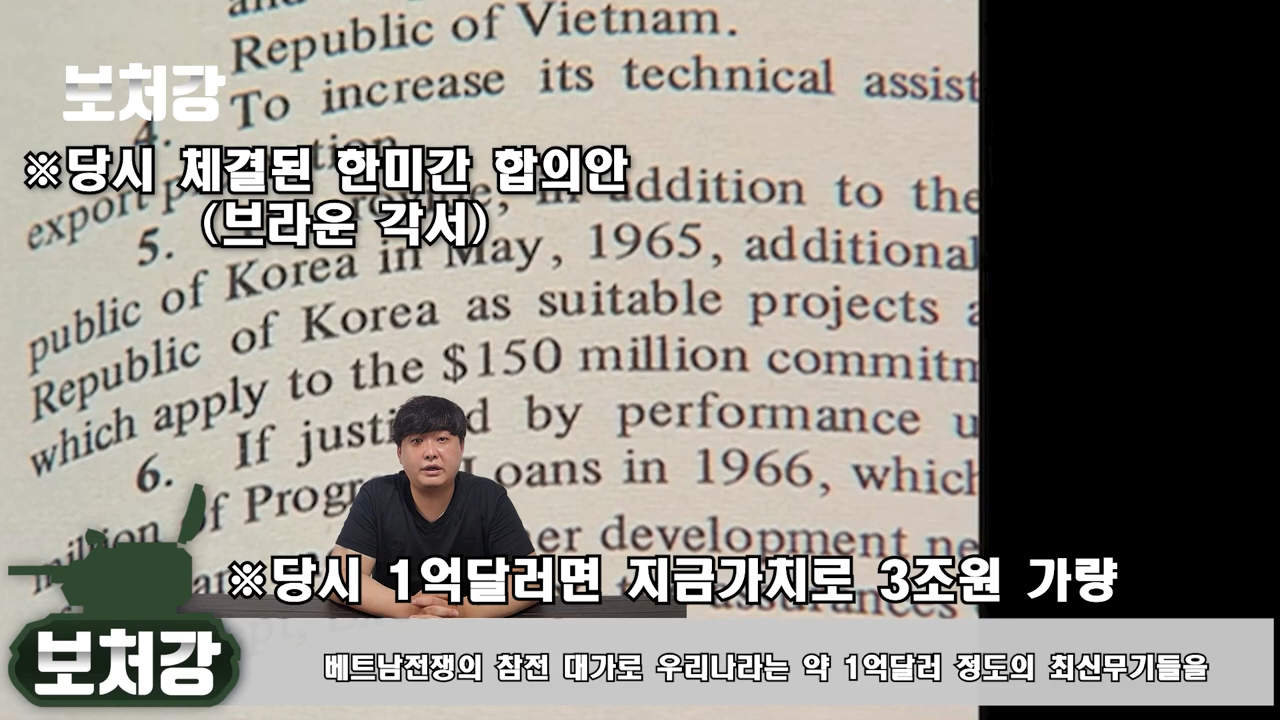 Republic of Vietnam.
보처강
4. To increase its technical assist
※당시 체결된 한미간 합의안
(브라운 각서)
export
5. addition to the
public of Korea in May, 1965, additional
Republic of Korea as suitable projects
which apply to the $150 million commitm
6. If by performance u
of Loans in 1966, which
development ne
※당시 1억달러면 지금가치로 3조원 가량
보처강
베트남전쟁의 참전 대가로 우리나라는 약 1억달러 정도의 최신무기들을